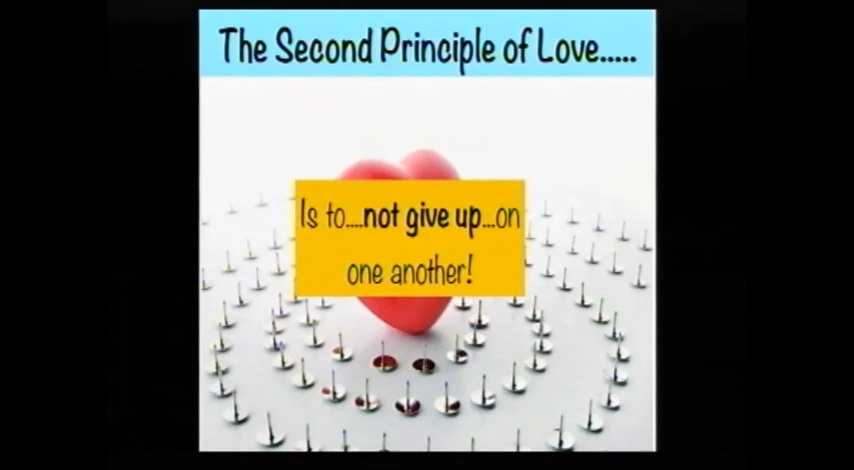 The Second Principle of Love.....
Is to....not give up...on
one another!